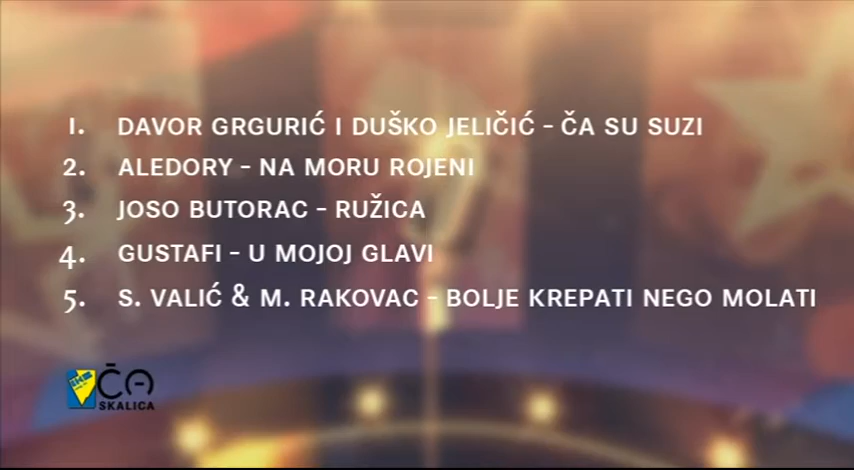 1. DAVOR GRGURIĆ I DUŠKO JELIČIĆ - ČA SU SUZI
2. ALEDORY - NA MORU ROJENI
3. JOSO BUTORAC - RUŽICA
4. GUSTAFI - U MOJOJ GLAVI
5. S. VALIĆ & M. RAKOVAC - BOLJE KREPATI NEGO MOLATI
ČA
SKALICA